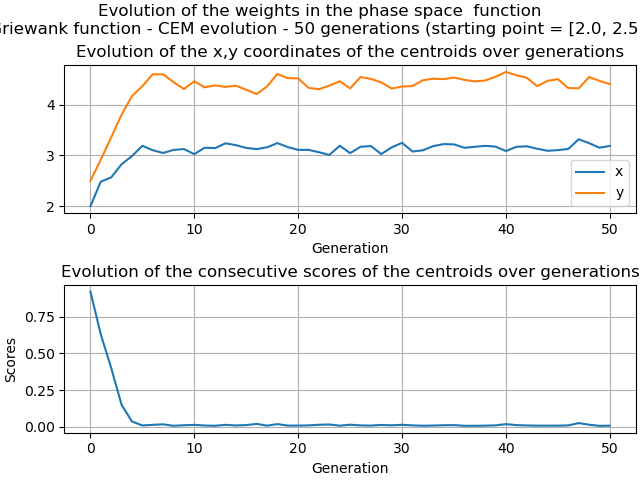 Evolution of the weights in the phase space  function
riewank function - CEM evolution - 50 generations (starting point = [2.0, 2.5
Evolution of the x,y coordinates of the centroids over generations
4
3
2
x
y
0 10 20 30 40 50
Generation
Evolution of the consecutive scores of the centroids over generations
Scores
0.75
0.50
0.25
0.00
0 10 20 30 40 50
Generation